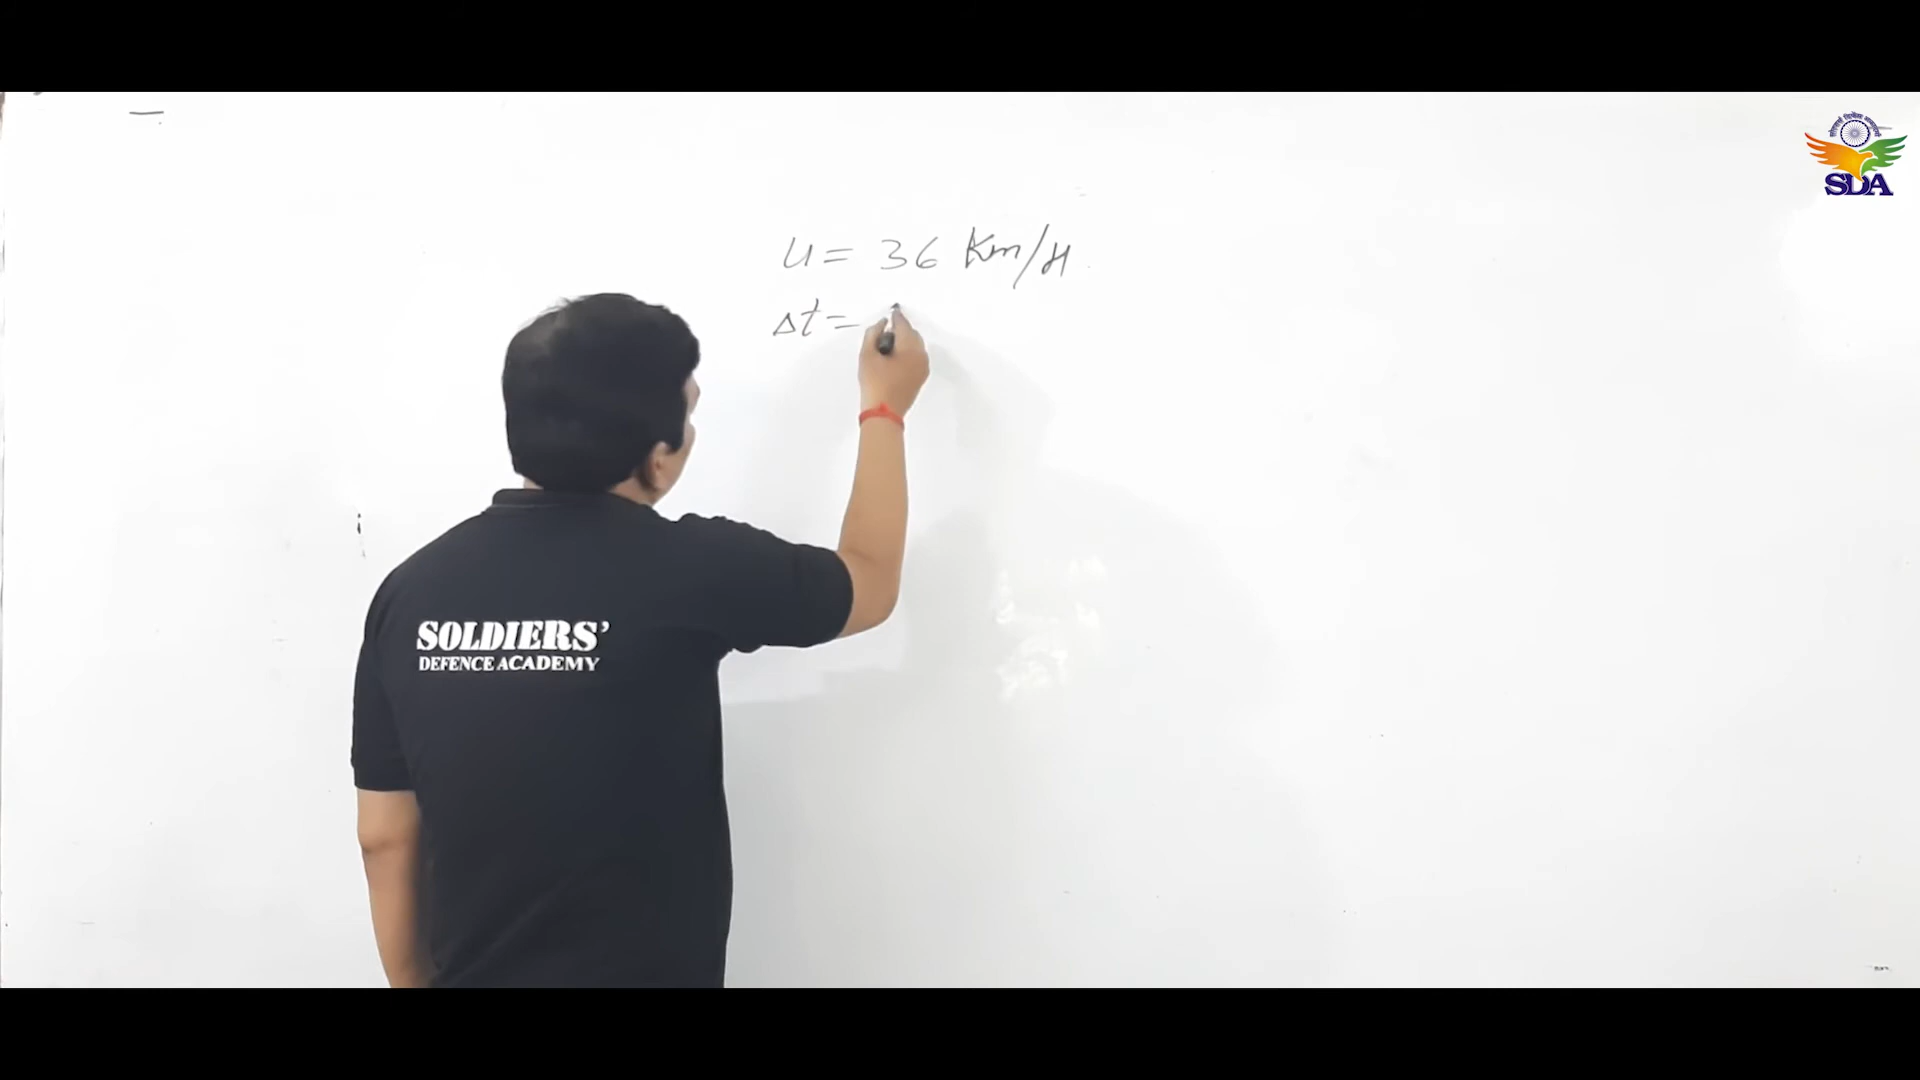 u = 36 Km/H
Δt =
SDA
SOLDIERS'
DEFENCE ACADEMY